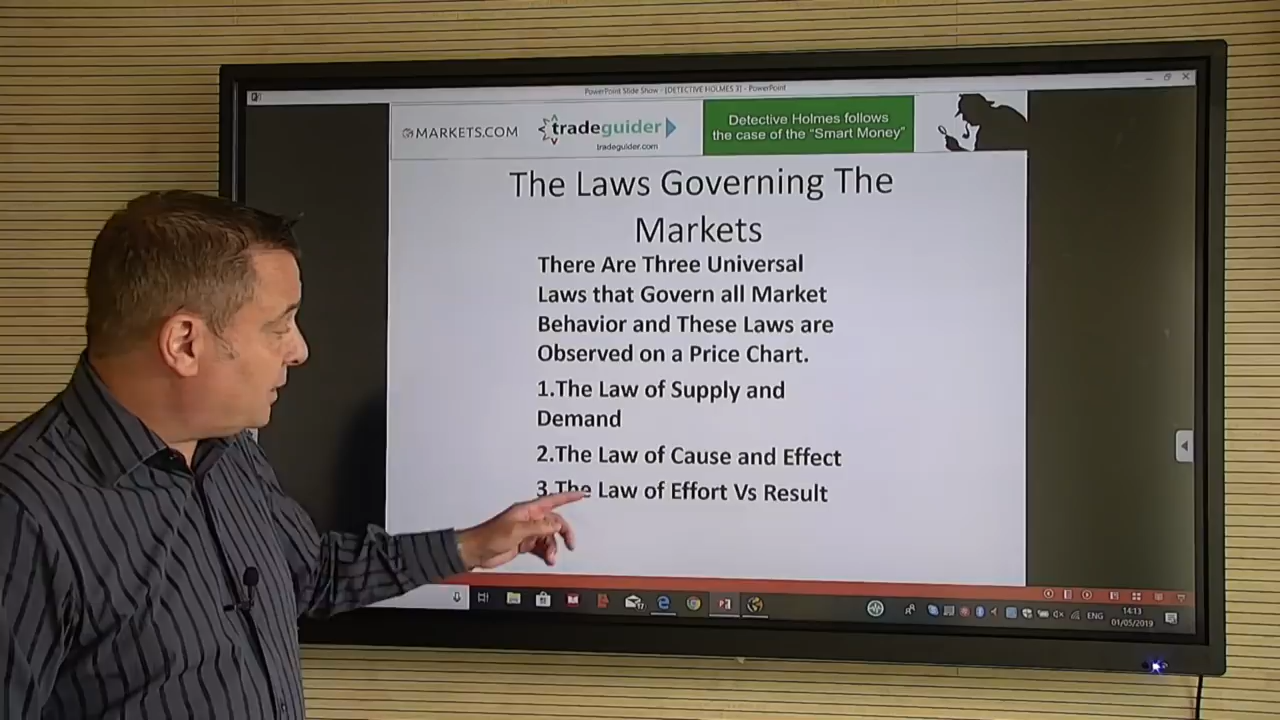 PowerPoint Slide Show - [DETECTIVE HOLMES 3] - PowerPoint
MARKETS.COM
tradeguider
tradeguider.com
Detective Holmes follows
the case of the “Smart Money”
The Laws Governing The
Markets
There Are Three Universal
Laws that Govern all Market
Behavior and These Laws are
Observed on a Price Chart.
1.The Law of Supply and
Demand
2.The Law of Cause and Effect
3.The Law of Effort Vs Result
ENG
14:13
01/05/2019